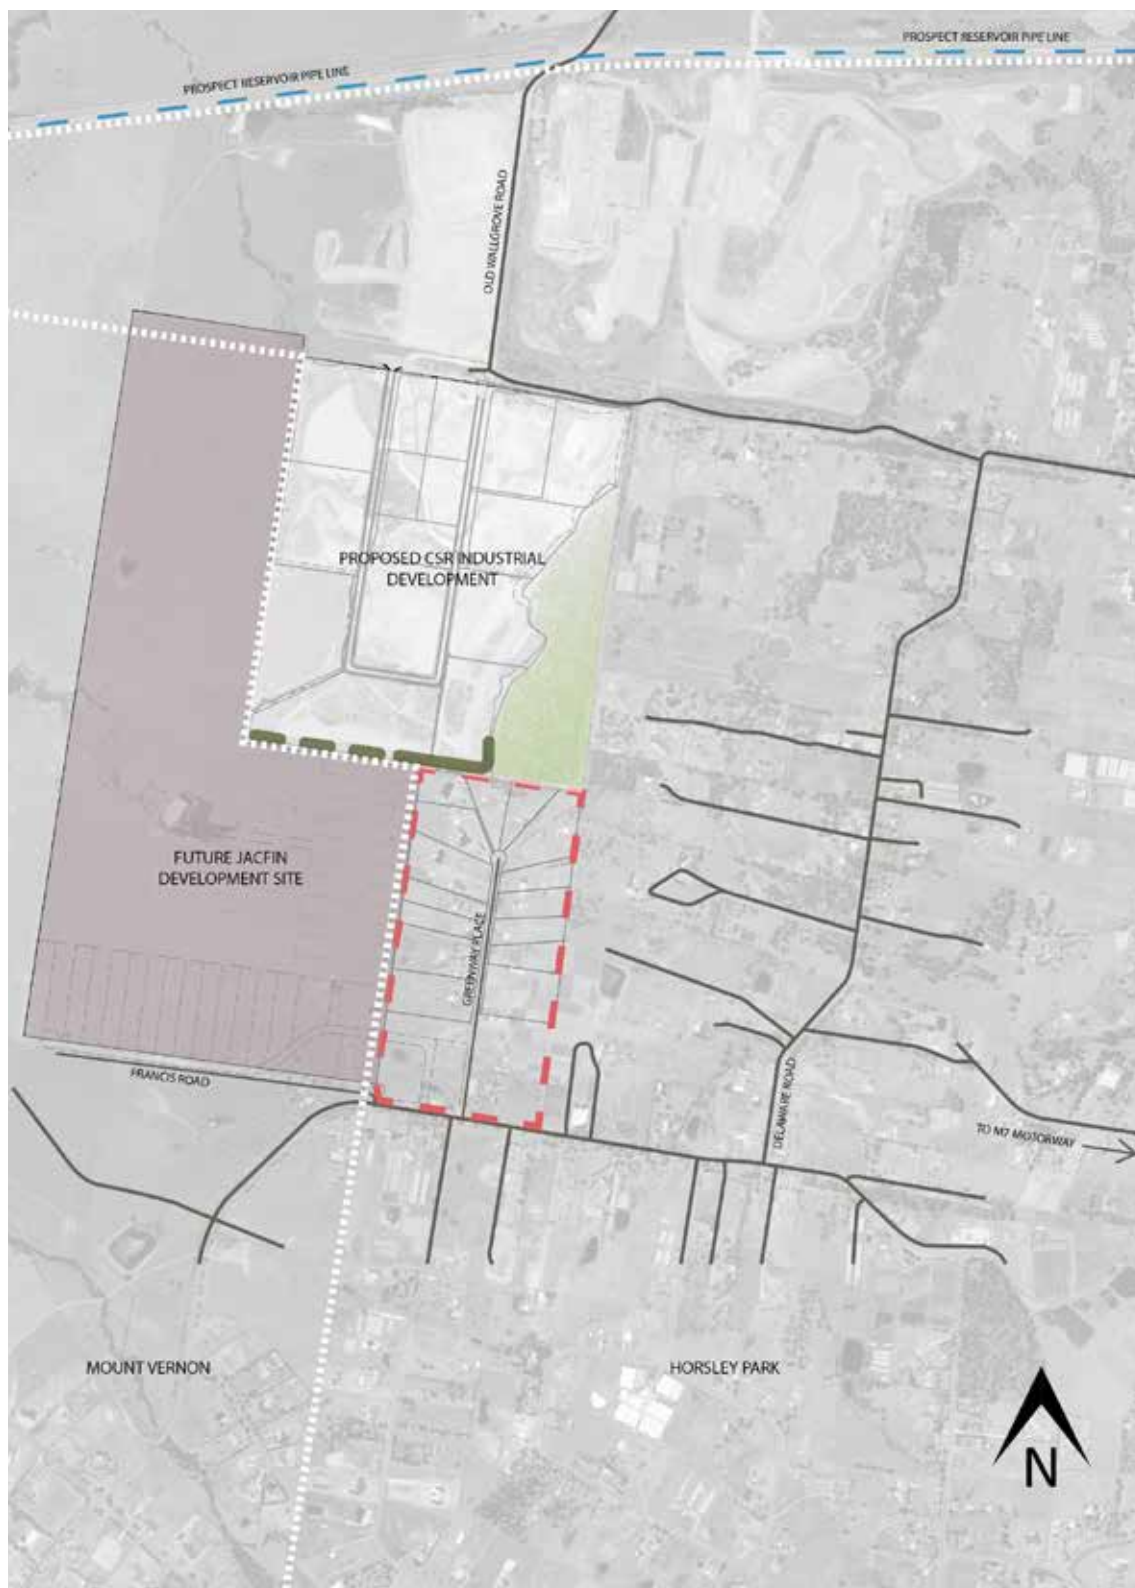 PROSPECT RESERVOIR PIPE LINE
PROSPECT RESERVOIR PIPE LINE
OLD WALLGROVE ROAD
PROPOSED CSR INDUSTRIAL
DEVELOPMENT
FUTURE JACFIN
DEVELOPMENT SITE
GREENWAY PLACE
FRANCIS ROAD
DELAWARE ROAD
TO M7 MOTORWAY
MOUNT VERNON
HORSLEY PARK
N